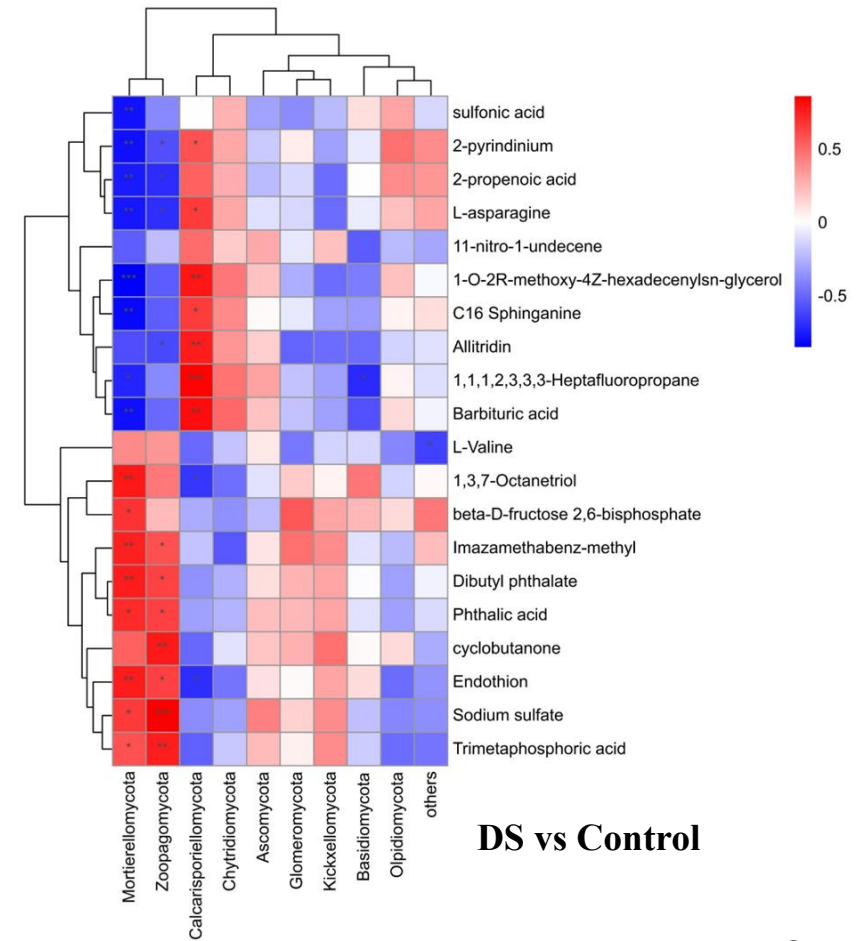 sulfonic acid
2-pyrindinium
2-propenoic acid
L-asparagine
11-nitro-1-undecene
1-O-2R-methoxy-4Z-hexadecenylsn-glycerol
C16 Sphinganine
Allitridin
1,1,1,2,3,3,3-Heptafluoropropane
Barbituric acid
L-Valine
1,3,7-Octanetriol
beta-D-fructose 2,6-bisphosphate
Imazamethabenz-methyl
Dibutyl phthalate
Phthalic acid
cyclobutanone
Endothion
Sodium sulfate
Trimetaphosphoric acid
0.5
0
-0.5
Mortierellomycota
Zoopagomycota
Calcarisporiellomycota
Chytridiomycota
Ascomycota
Glomeromycota
Kickxellomycota
Basidiomycota
Olpidiomycota
others
DS vs Control